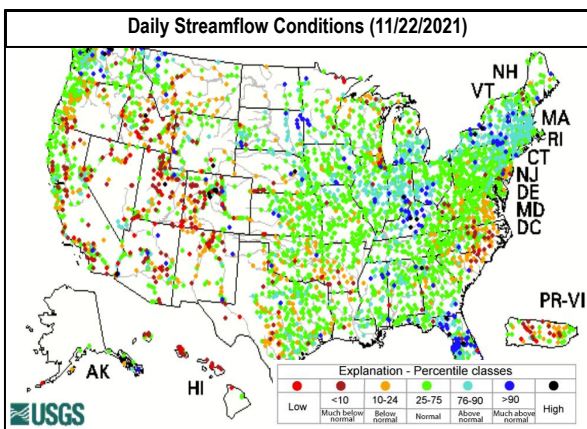 Daily Streamflow Conditions (11/22/2021)
NH
VT
MA
RI
CT
NJ
DE
MD
DC
PR-VI
AK
HI
USGS
Explanation - Percentile classes
Low <10 10-24 25-75 76-90 >90 High
Much below normal Below normal Normal Above normal Much above normal